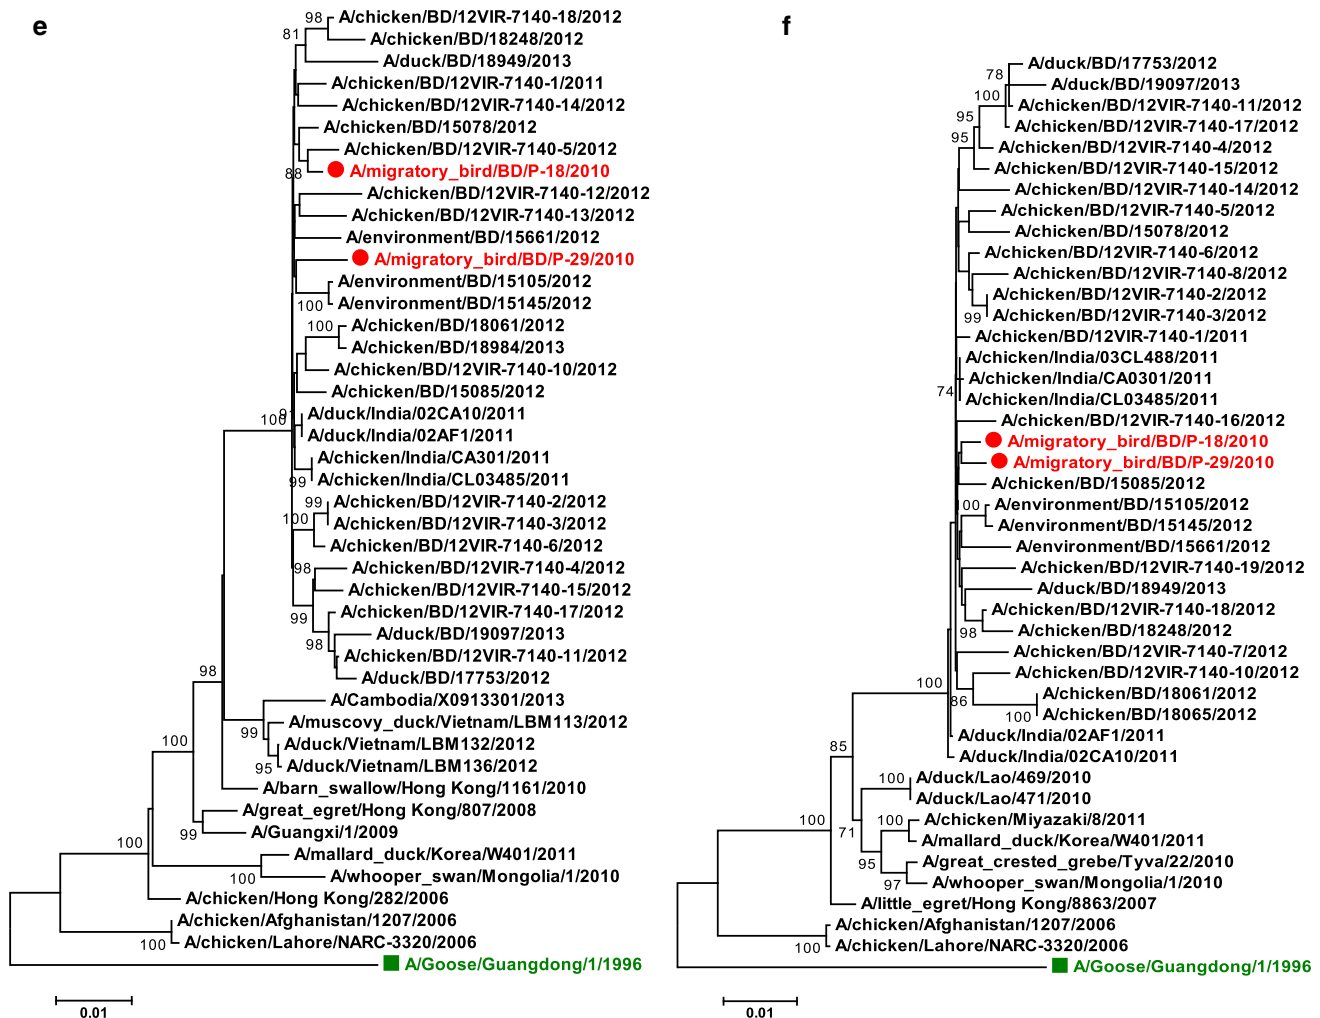 e
98
A/chicken/BD/12VIR-7140-18/2012
81
A/chicken/BD/18248/2012
A/duck/BD/18949/2013
A/chicken/BD/12VIR-7140-1/2011
A/chicken/BD/12VIR-7140-14/2012
A/chicken/BD/15078/2012
A/chicken/BD/12VIR-7140-5/2012
88
A/migratory_bird/BD/P-18/2010
A/chicken/BD/12VIR-7140-12/2012
A/chicken/BD/12VIR-7140-13/2012
A/environment/BD/15661/2012
A/migratory_bird/BD/P-29/2010
A/environment/BD/15105/2012
100
A/environment/BD/15145/2012
100
A/chicken/BD/18061/2012
A/chicken/BD/18984/2013
A/chicken/BD/12VIR-7140-10/2012
A/chicken/BD/15085/2012
100
91
A/duck/India/02CA10/2011
A/duck/India/02AF1/2011
A/chicken/India/CA301/2011
99
A/chicken/India/CL03485/2011
99
A/chicken/BD/12VIR-7140-2/2012
100
A/chicken/BD/12VIR-7140-3/2012
A/chicken/BD/12VIR-7140-6/2012
98
A/chicken/BD/12VIR-7140-4/2012
A/chicken/BD/12VIR-7140-15/2012
99
A/chicken/BD/12VIR-7140-17/2012
98
A/duck/BD/19097/2013
A/chicken/BD/12VIR-7140-11/2012
A/duck/BD/17753/2012
98
A/Cambodia/X0913301/2013
99
A/muscovy_duck/Vietnam/LBM113/2012
A/duck/Vietnam/LBM132/2012
95
A/duck/Vietnam/LBM136/2012
100
A/barn_swallow/Hong Kong/1161/2010
A/great_egret/Hong Kong/807/2008
99
A/Guangxi/1/2009
100
A/mallard_duck/Korea/W401/2011
100
A/whooper_swan/Mongolia/1/2010
A/chicken/Hong Kong/282/2006
A/chicken/Afghanistan/1207/2006
100
A/chicken/Lahore/NARC-3320/2006
A/Goose/Guangdong/1/1996
0.01
f
A/duck/BD/17753/2012
78
A/duck/BD/19097/2013
100
A/chicken/BD/12VIR-7140-11/2012
95
A/chicken/BD/12VIR-7140-17/2012
95
A/chicken/BD/12VIR-7140-4/2012
A/chicken/BD/12VIR-7140-15/2012
A/chicken/BD/12VIR-7140-14/2012
A/chicken/BD/12VIR-7140-5/2012
A/chicken/BD/15078/2012
A/chicken/BD/12VIR-7140-6/2012
A/chicken/BD/12VIR-7140-8/2012
A/chicken/BD/12VIR-7140-2/2012
99
A/chicken/BD/12VIR-7140-3/2012
A/chicken/BD/12VIR-7140-1/2011
A/chicken/India/03CL488/2011
A/chicken/India/CA0301/2011
74
A/chicken/India/CL03485/2011
A/chicken/BD/12VIR-7140-16/2012
A/migratory_bird/BD/P-18/2010
A/migratory_bird/BD/P-29/2010
A/chicken/BD/15085/2012
100
A/environment/BD/15105/2012
A/environment/BD/15145/2012
A/environment/BD/15661/2012
A/chicken/BD/12VIR-7140-19/2012
A/duck/BD/18949/2013
A/chicken/BD/12VIR-7140-18/2012
98
A/chicken/BD/18248/2012
A/chicken/BD/12VIR-7140-7/2012
A/chicken/BD/12VIR-7140-10/2012
100
86
A/chicken/BD/18061/2012
100
A/chicken/BD/18065/2012
A/duck/India/02AF1/2011
85
A/duck/India/02CA10/2011
100
A/duck/Lao/469/2010
A/duck/Lao/471/2010
100
71
100
A/chicken/Miyazaki/8/2011
A/mallard_duck/Korea/W401/2011
95
A/great_crested_grebe/Tyva/22/2010
97
A/whooper_swan/Mongolia/1/2010
A/little_egret/Hong Kong/8863/2007
A/chicken/Afghanistan/1207/2006
100
A/chicken/Lahore/NARC-3320/2006
A/Goose/Guangdong/1/1996
0.01